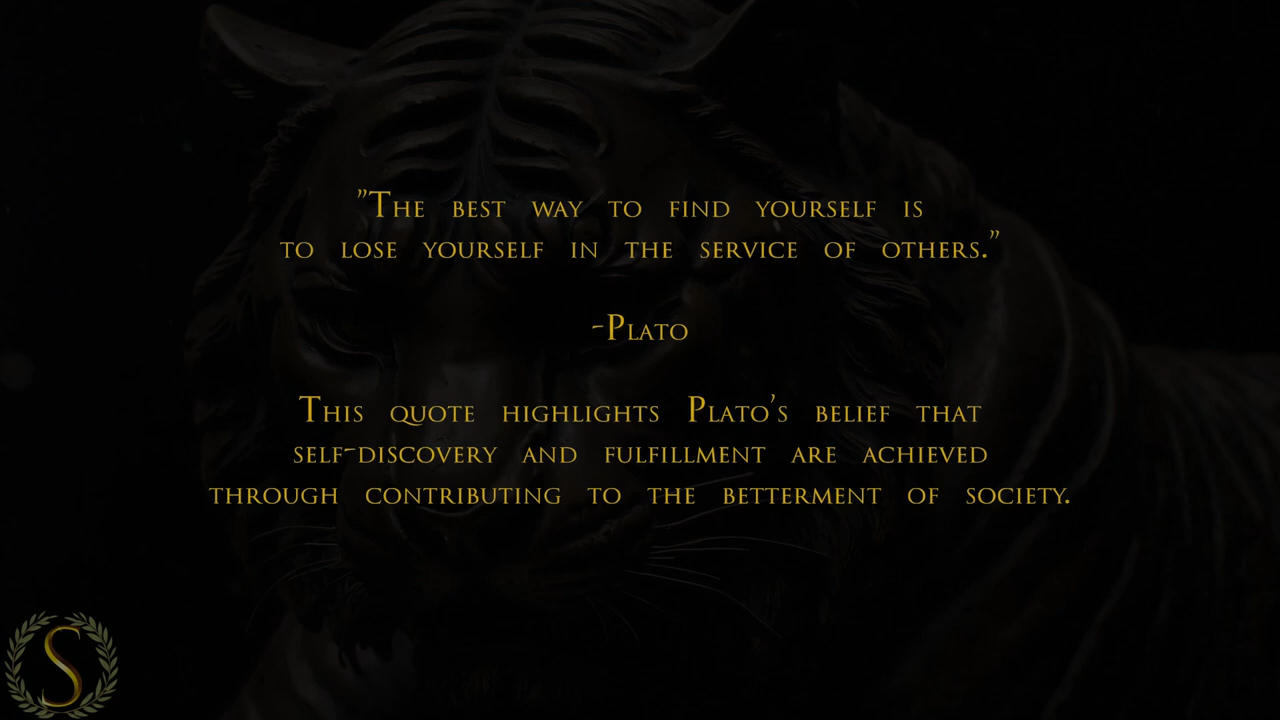 "The best way to find yourself is
to lose yourself in the service of others."
-Plato
This quote highlights Plato's belief that
self-discovery and fulfillment are achieved
through contributing to the betterment of society.
S